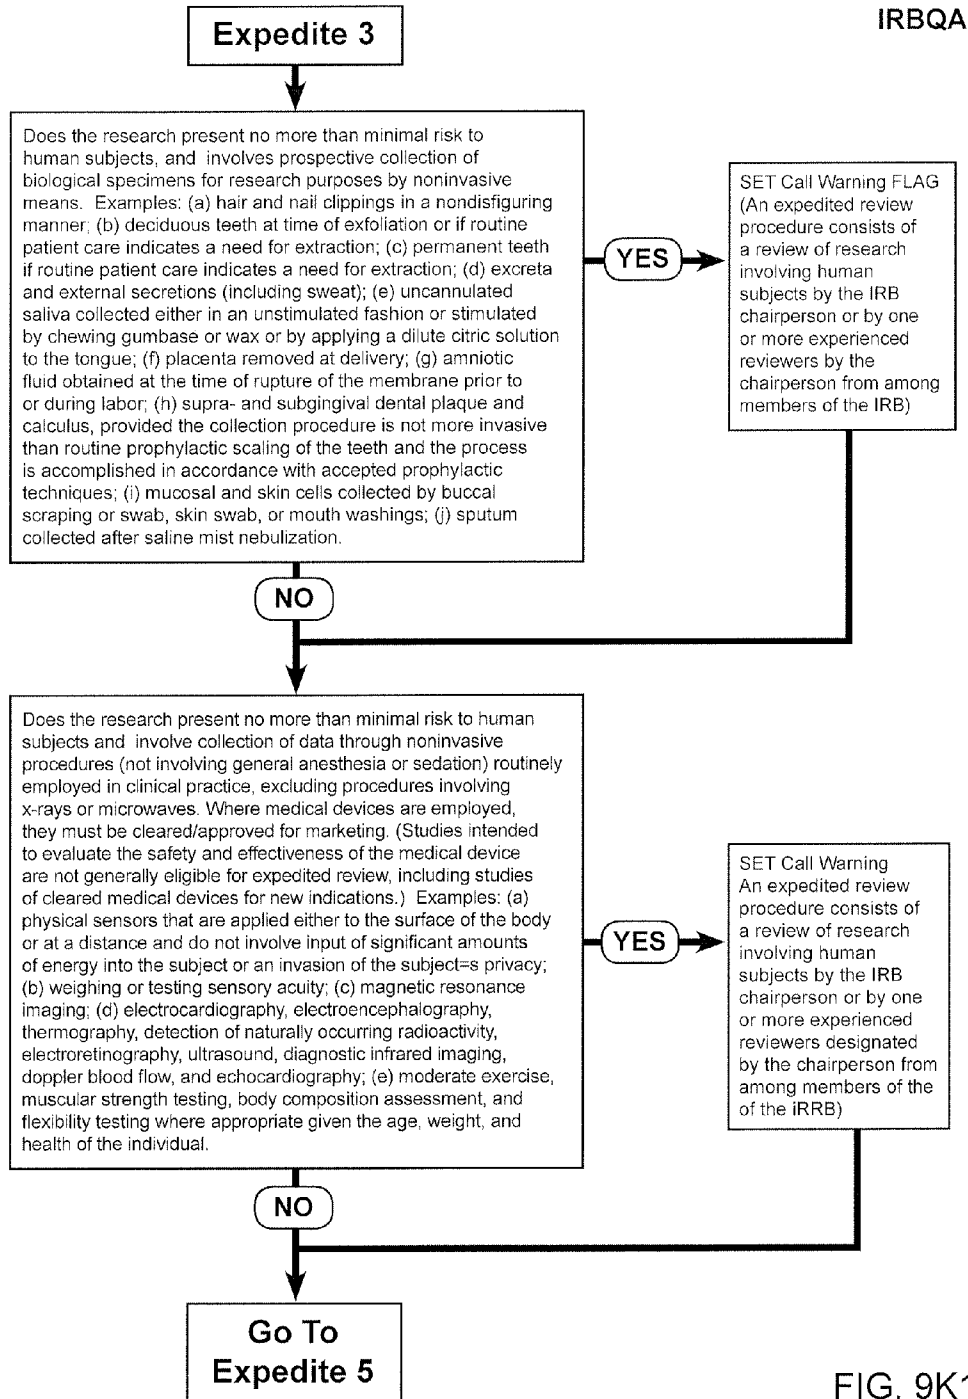 IRBQA
Expedite 3
Does the research present no more than minimal risk to
human subjects, and involves prospective collection of
biological specimens for research purposes by noninvasive
means. Examples: (a) hair and nail clippings in a nondisfiguring
manner; (b) deciduous teeth at time of exfoliation or if routine
patient care indicates a need for extraction; (c) permanent teeth
if routine patient care indicates a need for extraction; (d) excreta
and external secretions (including sweat); (e) uncannulated
saliva collected either in an unstimulated fashion or stimulated
by chewing gumbase or wax or by applying a dilute citric solution
to the tongue; (f) placenta removed at delivery; (g) amniotic
fluid obtained at the time of rupture of the membrane prior to
or during labor; (h) supra- and subgingival dental plaque and
calculus, provided the collection procedure is not more invasive
than routine prophylactic scaling of the teeth and the process
is accomplished in accordance with accepted prophylactic
techniques; (i) mucosal and skin cells collected by buccal
scraping or swab, skin swab, or mouth washings; (j) sputum
collected after saline mist nebulization.
YES
SET Call Warning FLAG
(An expedited review
procedure consists of
a review of research
involving human
subjects by the IRB
chairperson or by one
or more experienced
reviewers by the
chairperson from among
members of the IRB)
NO
Does the research present no more than minimal risk to human
subjects and involve collection of data through noninvasive
procedures (not involving general anesthesia or sedation) routinely
employed in clinical practice, excluding procedures involving
x-rays or microwaves. Where medical devices are employed,
they must be cleared/approved for marketing. (Studies intended
to evaluate the safety and effectiveness of the medical device
are not generally eligible for expedited review, including studies
of cleared medical devices for new indications.) Examples: (a)
physical sensors that are applied either to the surface of the body
or at a distance and do not involve input of significant amounts
of energy into the subject or an invasion of the subject=s privacy;
(b) weighing or testing sensory acuity; (c) magnetic resonance
imaging; (d) electrocardiography, electroencephalography,
thermography, detection of naturally occurring radioactivity,
electroretinography, ultrasound, diagnostic infrared imaging,
doppler blood flow, and echocardiography; (e) moderate exercise,
muscular strength testing, body composition assessment, and
flexibility testing where appropriate given the age, weight, and
health of the individual.
YES
SET Call Warning
An expedited review
procedure consists of
a review of research
involving human
subjects by the IRB
chairperson or by one
or more experienced
reviewers designated
by the chairperson from
among members of the
of the iRRB)
NO
Go To
Expedite 5
FIG. 9K1